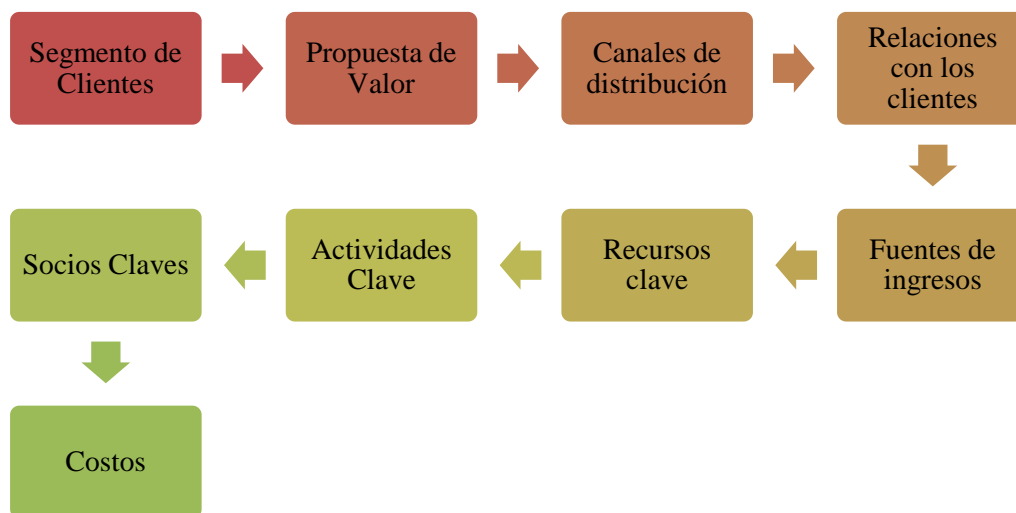 Segmento de
Clientes
Propuesta de
Valor
Canales de
distribución
Relaciones
con los
clientes
Fuentes de
ingresos
Recursos
clave
Actividades
Clave
Socios Claves
Costos